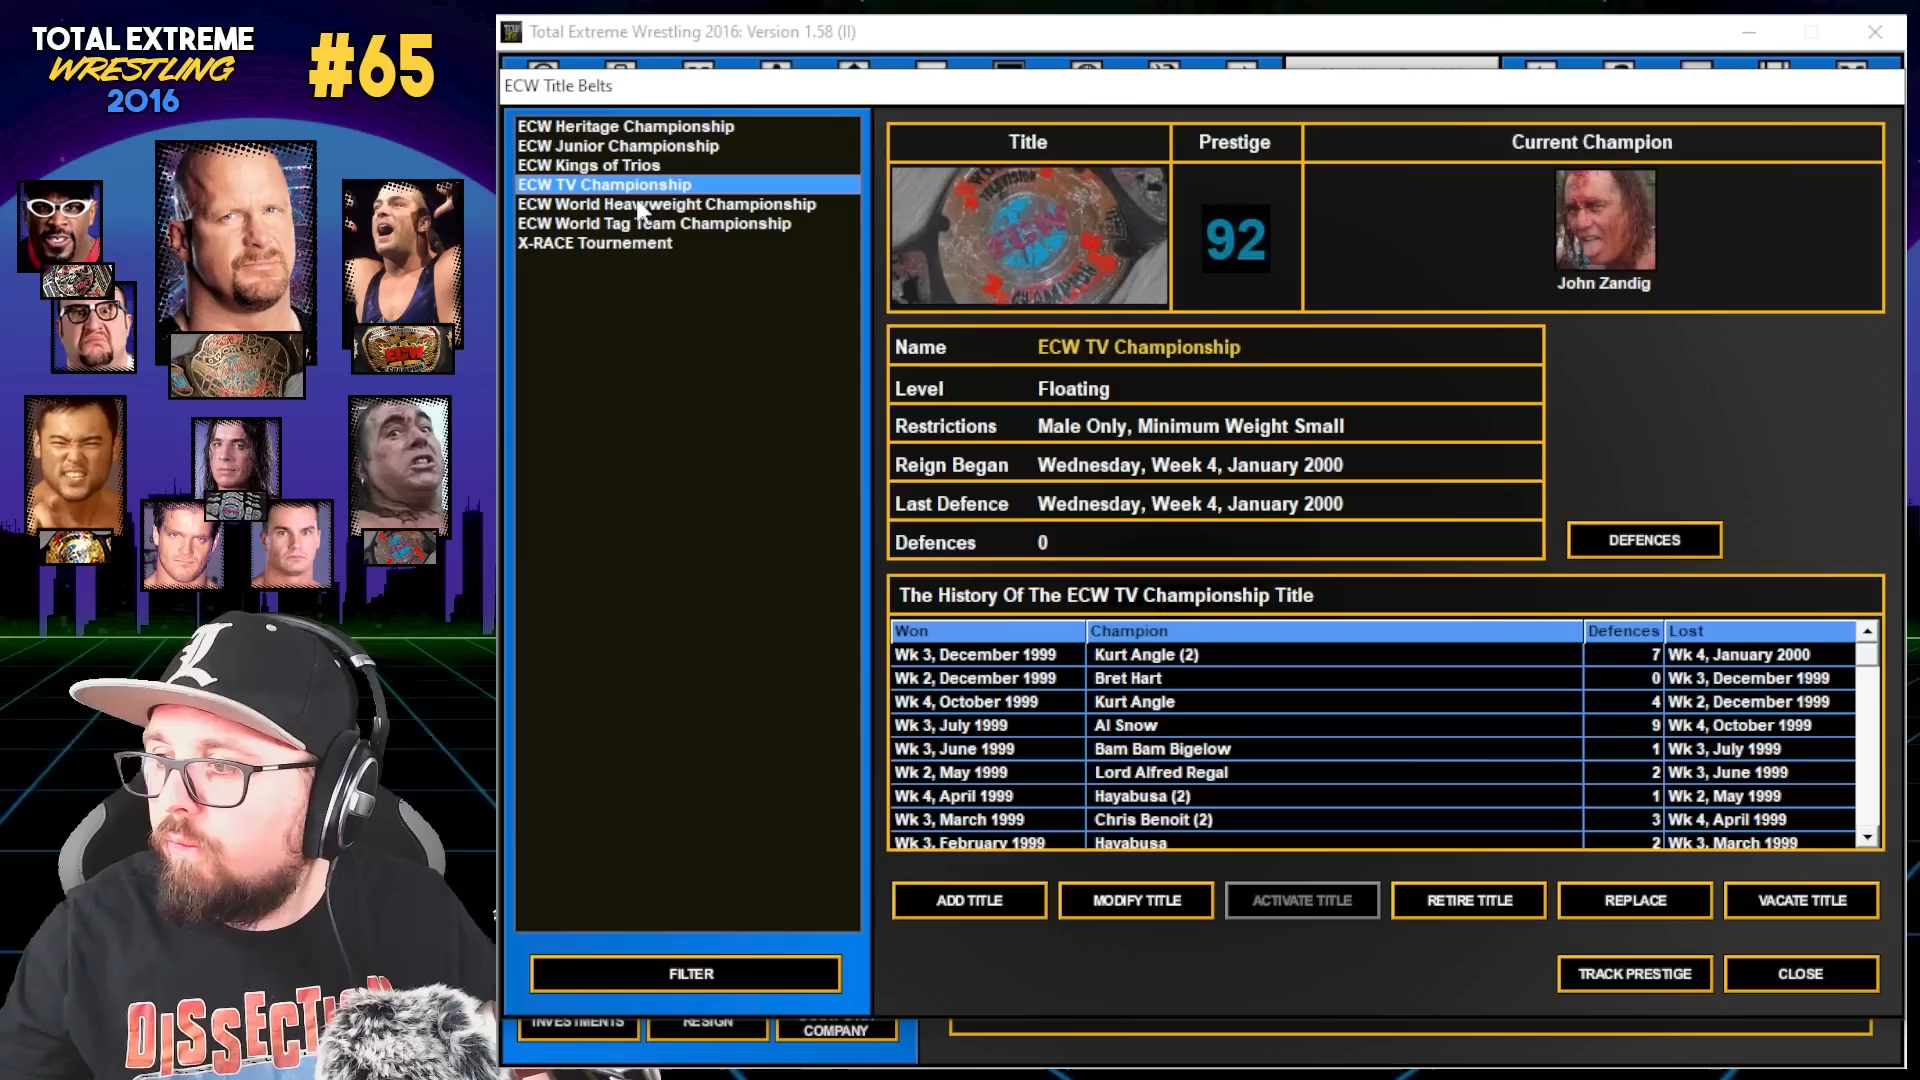 TOTAL EXTREME
WRESTLING
2016
#65
Total Extreme Wrestling 2016: Version 1.58 (II)
ECW Title Belts
ECW Heritage Championship
ECW Junior Championship
ECW Kings of Trios
ECW TV Championship
ECW World Heavyweight Championship
ECW World Tag Team Championship
X-RACE Tournement
FILTER
Title
Prestige
Current Champion
92
John Zandig
Name ECW TV Championship
Level Floating
Restrictions Male Only, Minimum Weight Small
Reign Began Wednesday, Week 4, January 2000
Last Defence Wednesday, Week 4, January 2000
Defences 0
DEFENCES
The History Of The ECW TV Championship Title
Won Champion Defences Lost
Wk 3, December 1999 Kurt Angle (2) 7 Wk 4, January 2000
Wk 2, December 1999 Bret Hart 0 Wk 3, December 1999
Wk 4, October 1999 Kurt Angle 4 Wk 2, December 1999
Wk 3, July 1999 Al Snow 9 Wk 4, October 1999
Wk 3, June 1999 Bam Bam Bigelow 1 Wk 3, July 1999
Wk 2, May 1999 Lord Alfred Regal 2 Wk 3, June 1999
Wk 4, April 1999 Hayabusa (2) 1 Wk 2, May 1999
Wk 3, March 1999 Chris Benoit (2) 3 Wk 4, April 1999
Wk 3, February 1999 Hayabusa 2 Wk 3, March 1999
ADD TITLE
MODIFY TITLE
ACTIVATE TITLE
RETIRE TITLE
REPLACE
VACATE TITLE
TRACK PRESTIGE
CLOSE
INVESTMENTS
RESIGN
COMPANY